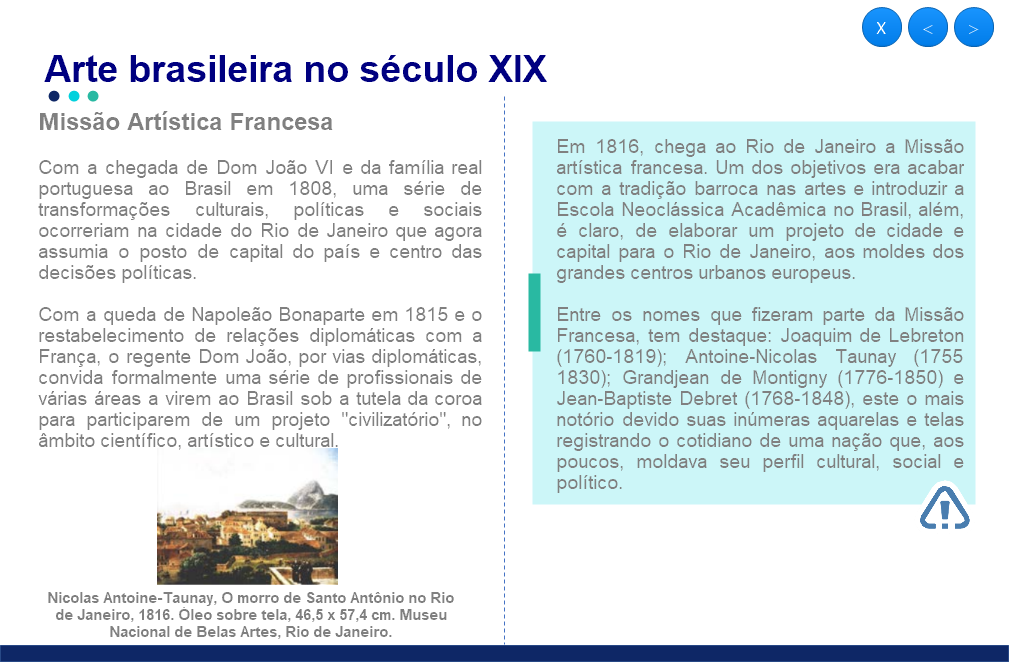 X < >
Arte brasileira no século XIX
Missão Artística Francesa
Com a chegada de Dom João VI e da família real
portuguesa ao Brasil em 1808, uma série de
transformações culturais, políticas e sociais
ocorreriam na cidade do Rio de Janeiro que agora
assumia o posto de capital do país e centro das
decisões políticas.
Com a queda de Napoleão Bonaparte em 1815 e o
restabelecimento de relações diplomáticas com a
França, o regente Dom João, por vias diplomáticas,
convida formalmente uma série de profissionais de
várias áreas a virem ao Brasil sob a tutela da coroa
para participarem de um projeto "civilizatório", no
âmbito científico, artístico e cultural.
Nicolas Antoine-Taunay, O morro de Santo Antônio no Rio
de Janeiro, 1816. Óleo sobre tela, 46,5 x 57,4 cm. Museu
Nacional de Belas Artes, Rio de Janeiro.
Em 1816, chega ao Rio de Janeiro a Missão
artística francesa. Um dos objetivos era acabar
com a tradição barroca nas artes e introduzir a
Escola Neoclássica Acadêmica no Brasil, além,
é claro, de elaborar um projeto de cidade e
capital para o Rio de Janeiro, aos moldes dos
grandes centros urbanos europeus.
Entre os nomes que fizeram parte da Missão
Francesa, tem destaque: Joaquim de Lebreton
(1760-1819); Antoine-Nicolas Taunay (1755
1830); Grandjean de Montigny (1776-1850) e
Jean-Baptiste Debret (1768-1848), este o mais
notório devido suas inúmeras aquarelas e telas
registrando o cotidiano de uma nação que, aos
poucos, moldava seu perfil cultural, social e
político.